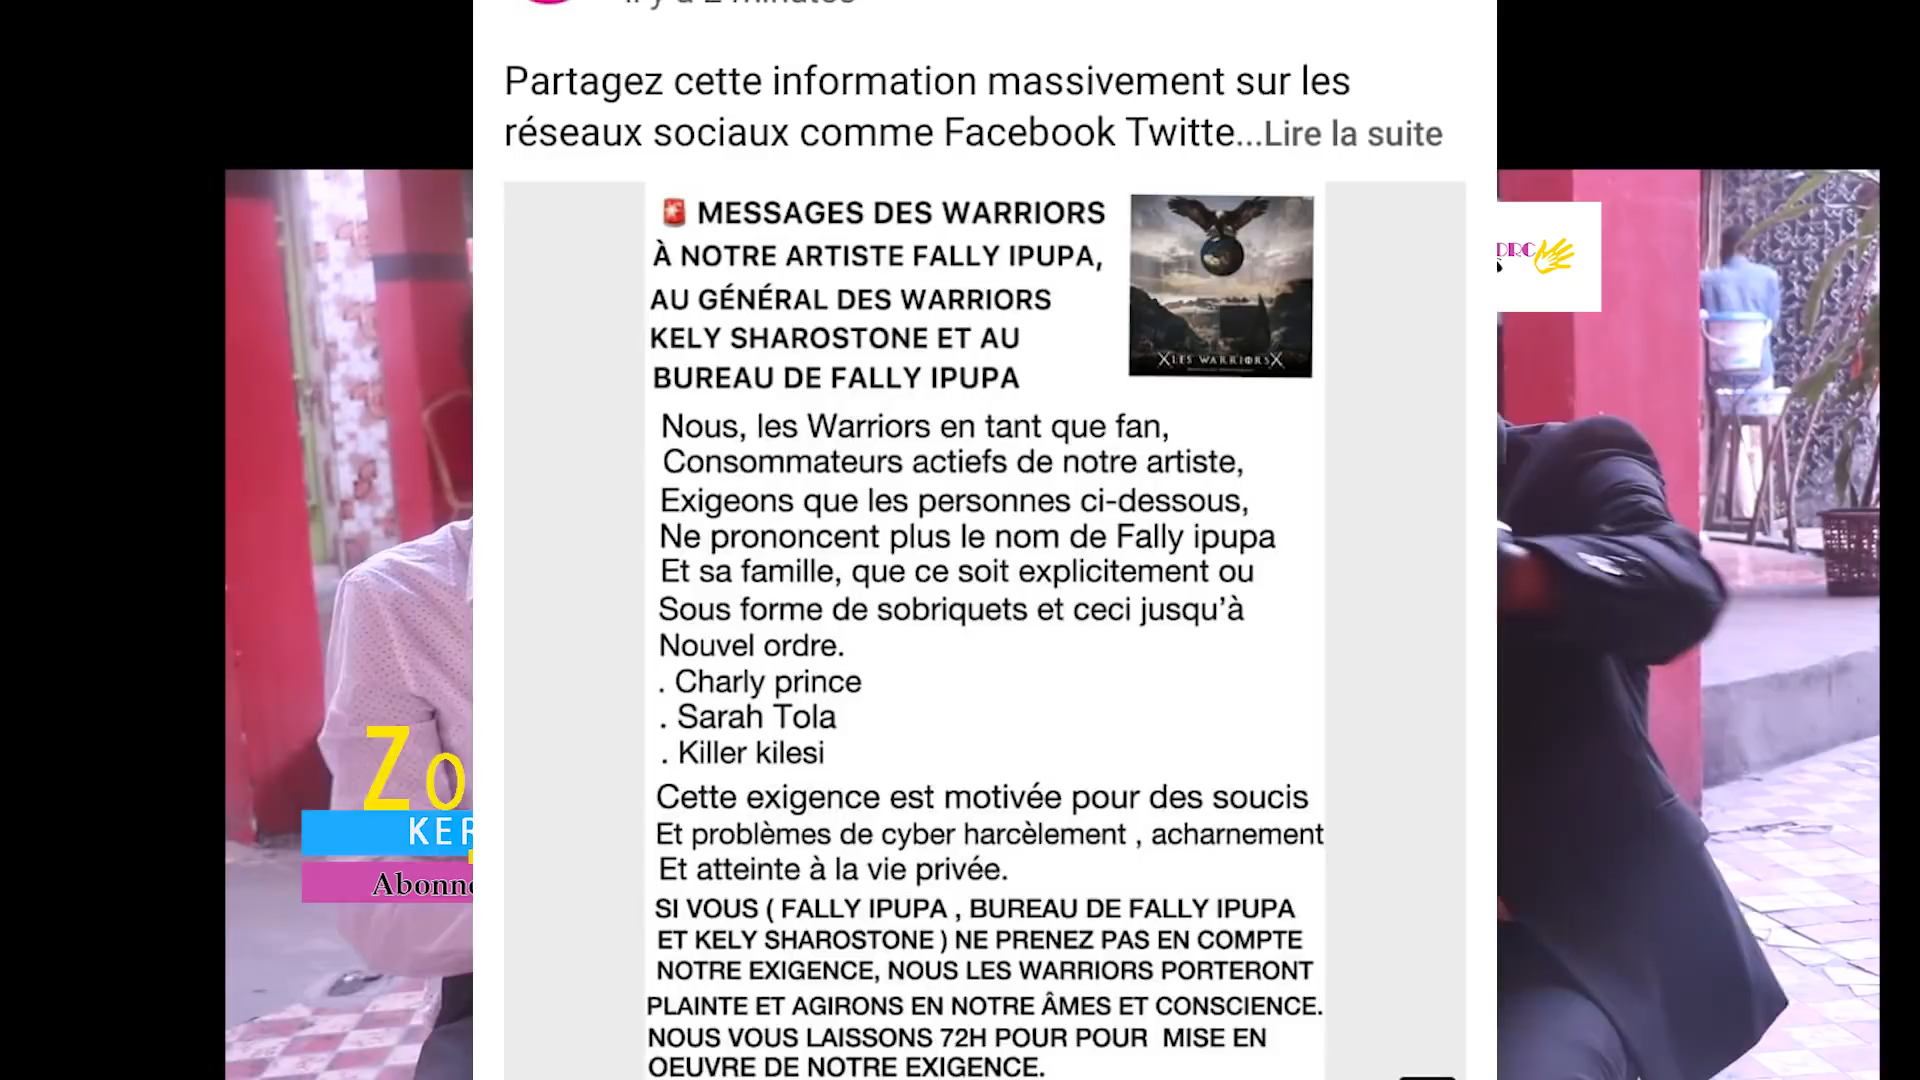 Partagez cette information massivement sur les
réseaux sociaux comme Facebook Twitte...Lire la suite
🚨 MESSAGES DES WARRIORS
À NOTRE ARTISTE FALLY IPUPA,
AU GÉNÉRAL DES WARRIORS
KELY SHAROSTONE ET AU
BUREAU DE FALLY IPUPA
LES WARRIORS
Nous, les Warriors en tant que fan,
Consommateurs actiefs de notre artiste,
Exigeons que les personnes ci-dessous,
Ne prononcent plus le nom de Fally ipupa
Et sa famille, que ce soit explicitement ou
Sous forme de sobriquets et ceci jusqu'à
Nouvel ordre.
. Charly prince
. Sarah Tola
. Killer kilesi
Cette exigence est motivée pour des soucis
Et problèmes de cyber harcèlement , acharnement
Et atteinte à la vie privée.
SI VOUS ( FALLY IPUPA , BUREAU DE FALLY IPUPA
ET KELY SHAROSTONE ) NE PRENEZ PAS EN COMPTE
NOTRE EXIGENCE, NOUS LES WARRIORS PORTERONT
PLAINTE ET AGIRONS EN NOTRE ÂMES ET CONSCIENCE.
NOUS VOUS LAISSONS 72H POUR POUR MISE EN
OEUVRE DE NOTRE EXIGENCE.
DRC
Zo
KER
Abonne